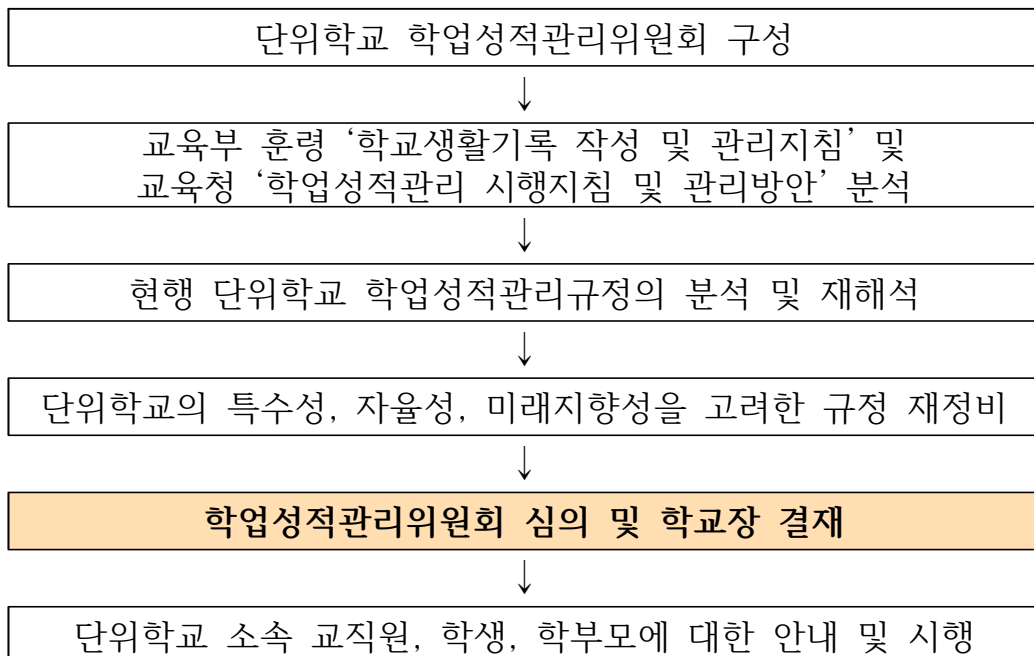 단위학교 학업성적관리위원회 구성
↓
교육부 훈령 ‘학교생활기록 작성 및 관리지침’ 및
교육청 ‘학업성적관리 시행지침 및 관리방안’ 분석
↓
현행 단위학교 학업성적관리규정의 분석 및 재해석
↓
단위학교의 특수성, 자율성, 미래지향성을 고려한 규정 재정비
↓
학업성적관리위원회 심의 및 학교장 결재
↓
단위학교 소속 교직원, 학생, 학부모에 대한 안내 및 시행